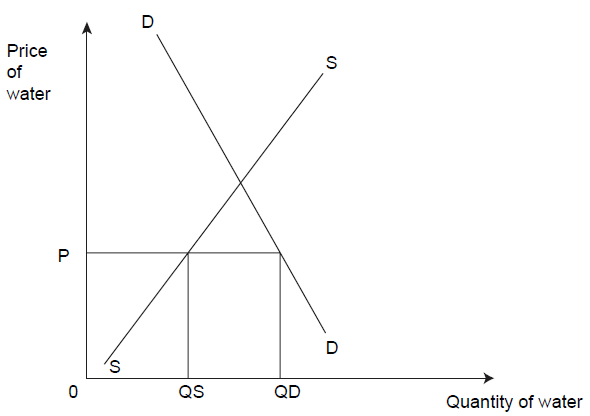 D
Price
of
water
S
P
S
D
0
QS
QD
Quantity of water